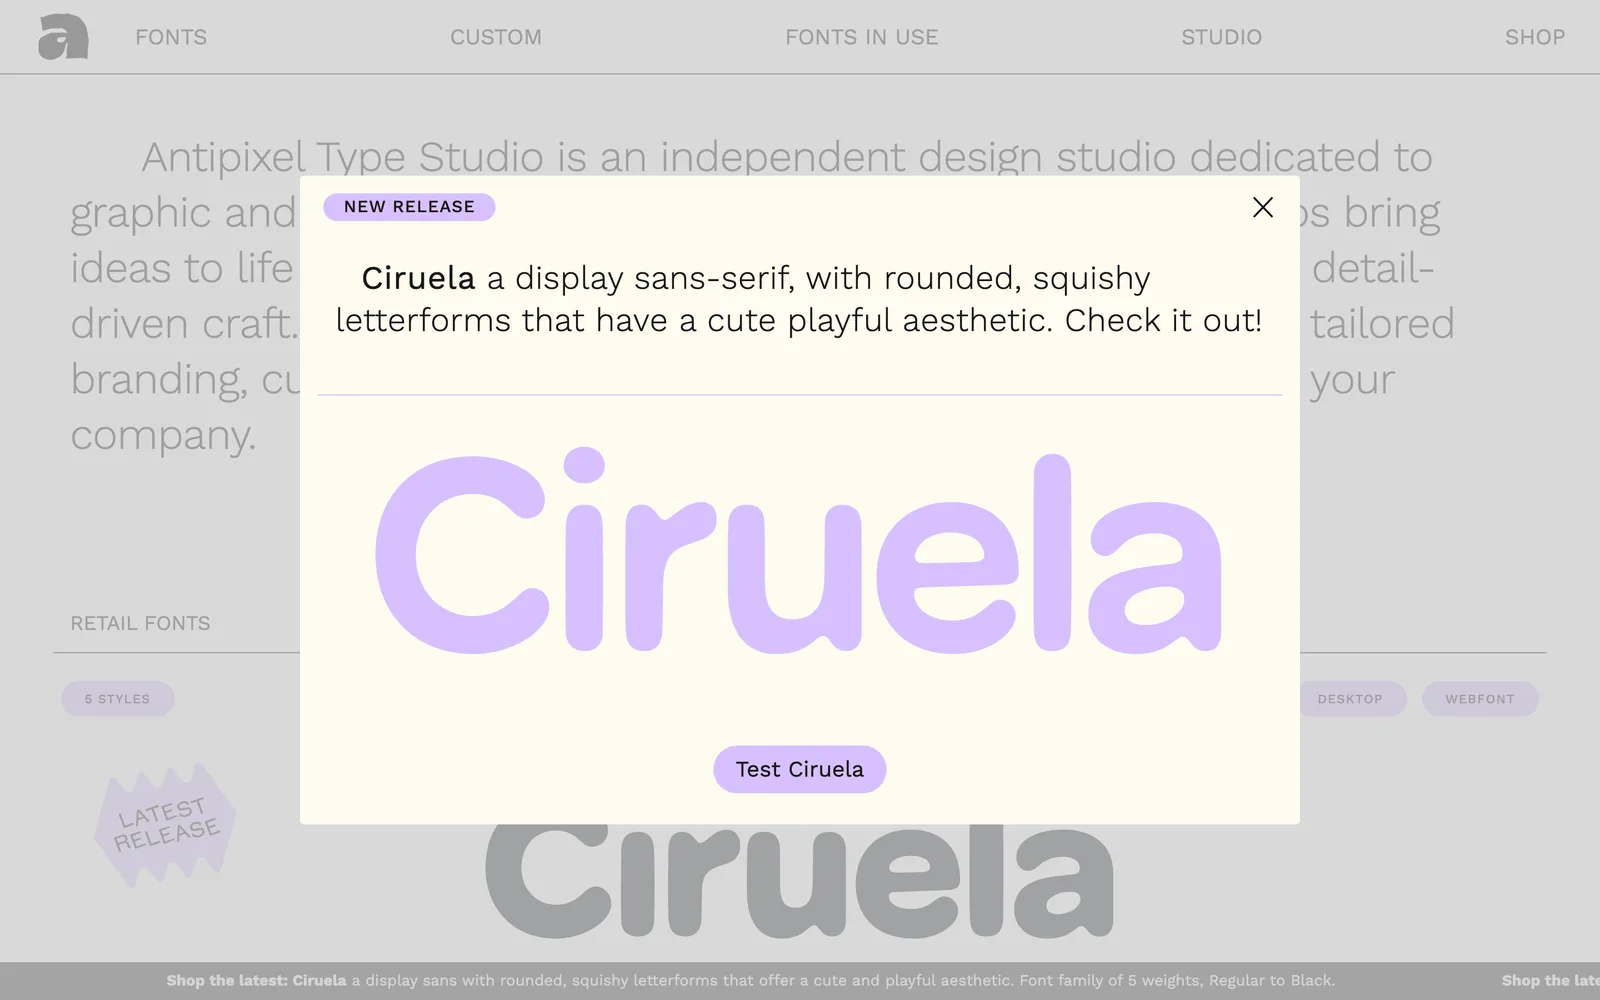 a
FONTS
CUSTOM
FONTS IN USE
STUDIO
SHOP
Antipixel Type Studio is an independent design studio dedicated to
graphic and
bring
ideas to life
detail-
driven craft.
tailored
branding,
your
company.
NEW RELEASE
Ciruela a display sans-serif, with rounded, squishy
letterforms that have a cute playful aesthetic. Check it out!
Ciruela
Test Ciruela
RETAIL FONTS
5 STYLES
DESKTOP
WEBFONT
LATEST
RELEASE
Ciruela
Shop the latest: Ciruela a display sans with rounded, squishy letterforms that offer a cute and playful aesthetic. Font family of 5 weights, Regular to Black.
Shop the